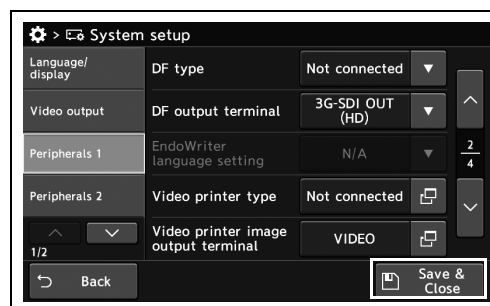 > System setup
Language/
display
Video output
Peripherals 1
Peripherals 2
1/2
DF type
Not connected
DF output terminal
3G-SDI OUT
(HD)
EndoWriter
language setting
N/A
Video printer type
Not connected
Video printer image
output terminal
VIDEO
2
4
Back
Save &
Close